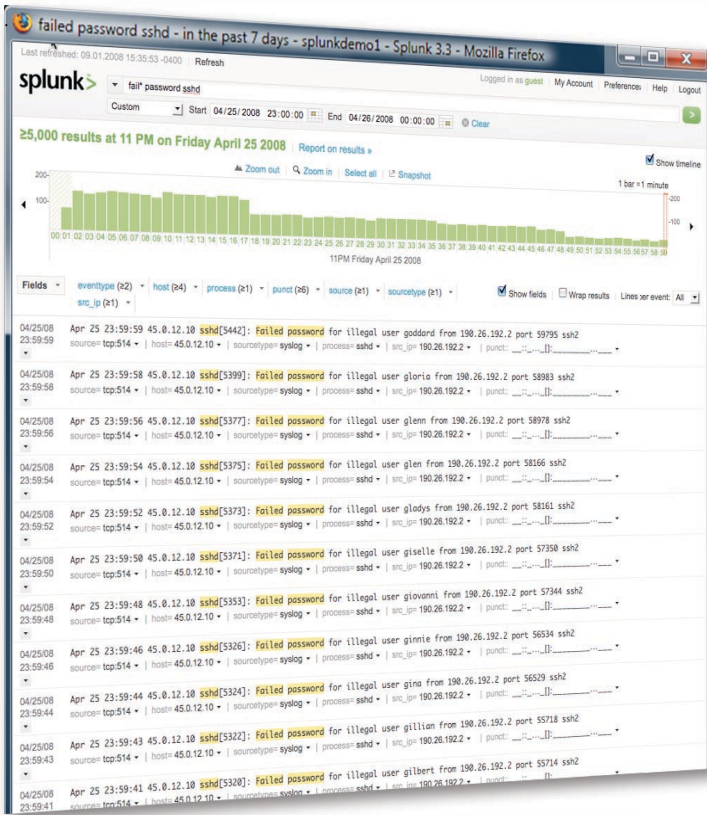 failed password sshd - in the past 7 days - splunkdemo1 - Splunk 3.3 - Mozilla Firefox
Last refreshed: 09.01.2008 15:35:53 -0400 Refresh
Logged in as guest My Account Preferences Help Logout
splunk>
fail* password sshd
Custom Start 04/25/2008 23:00:00 End 04/26/2008 00:00:00 Clear
≥5,000 results at 11 PM on Friday April 25 2008 Report on results »
Show timeline
Zoom out Zoom in Select all Snapshot
1 bar = 1 minute
200- -200
100- -100
00 01 02 03 04 05 06 07 08 09 10 11 12 13 14 15 16 17 18 19 20 21 22 23 24 25 26 27 28 29 30 31 32 33 34 35 36 37 38 39 40 41 42 43 44 45 46 47 48 49 50 51 52 53 54 55 56 57 58 59
11PM Friday April 25 2008
Fields eventtype (≥2) host (≥4) process (≥1) punct (≥6) source (≥1) sourcetype (≥1) Show fields Wrap results Lines per event: All
src_ip (≥1)
04/25/08 Apr 25 23:59:59 45.0.12.10 sshd[5442]: Failed password for illegal user goddard from 190.26.192.2 port 59795 ssh2
23:59:59 source= tcp:514 | host= 45.0.12.10 | sourcetype= syslog | process= sshd | src_ip= 190.26.192.2 | punct:
04/25/08 Apr 25 23:59:58 45.0.12.10 sshd[5399]: Failed password for illegal user gloria from 190.26.192.2 port 58983 ssh2
23:59:58 source= tcp:514 | host= 45.0.12.10 | sourcetype= syslog | process= sshd | src_ip= 190.26.192.2 | punct:
04/25/08 Apr 25 23:59:56 45.0.12.10 sshd[5377]: Failed password for illegal user glenn from 190.26.192.2 port 58978 ssh2
23:59:56 source= tcp:514 | host= 45.0.12.10 | sourcetype= syslog | process= sshd | src_ip= 190.26.192.2 | punct:
04/25/08 Apr 25 23:59:54 45.0.12.10 sshd[5375]: Failed password for illegal user glen from 190.26.192.2 port 58166 ssh2
23:59:54 source= tcp:514 | host= 45.0.12.10 | sourcetype= syslog | process= sshd | src_ip= 190.26.192.2 | punct:
04/25/08 Apr 25 23:59:52 45.0.12.10 sshd[5373]: Failed password for illegal user gladys from 190.26.192.2 port 58161 ssh2
23:59:52 source= tcp:514 | host= 45.0.12.10 | sourcetype= syslog | process= sshd | src_ip= 190.26.192.2 | punct:
04/25/08 Apr 25 23:59:50 45.0.12.10 sshd[5371]: Failed password for illegal user giselle from 190.26.192.2 port 57350 ssh2
23:59:50 source= tcp:514 | host= 45.0.12.10 | sourcetype= syslog | process= sshd | src_ip= 190.26.192.2 | punct:
04/25/08 Apr 25 23:59:48 45.0.12.10 sshd[5353]: Failed password for illegal user giovanni from 190.26.192.2 port 57344 ssh2
23:59:48 source= tcp:514 | host= 45.0.12.10 | sourcetype= syslog | process= sshd | src_ip= 190.26.192.2 | punct:
04/25/08 Apr 25 23:59:46 45.0.12.10 sshd[5326]: Failed password for illegal user ginnie from 190.26.192.2 port 56534 ssh2
23:59:46 source= tcp:514 | host= 45.0.12.10 | sourcetype= syslog | process= sshd | src_ip= 190.26.192.2 | punct:
04/25/08 Apr 25 23:59:44 45.0.12.10 sshd[5324]: Failed password for illegal user gina from 190.26.192.2 port 56529 ssh2
23:59:44 source= tcp:514 | host= 45.0.12.10 | sourcetype= syslog | process= sshd | src_ip= 190.26.192.2 | punct:
04/25/08 Apr 25 23:59:43 45.0.12.10 sshd[5322]: Failed password for illegal user gillian from 190.26.192.2 port 55718 ssh2
23:59:43 source= tcp:514 | host= 45.0.12.10 | sourcetype= syslog | process= sshd | src_ip= 190.26.192.2 | punct:
04/25/08 Apr 25 23:59:41 45.0.12.10 sshd[5320]: Failed password for illegal user gilbert from 190.26.192.2 port 55714 ssh2
23:59:41 source= tcp:514 | host= 45.0.12.10 | sourcetype= syslog | process= sshd | src_ip= 190.26.192.2 | punct: